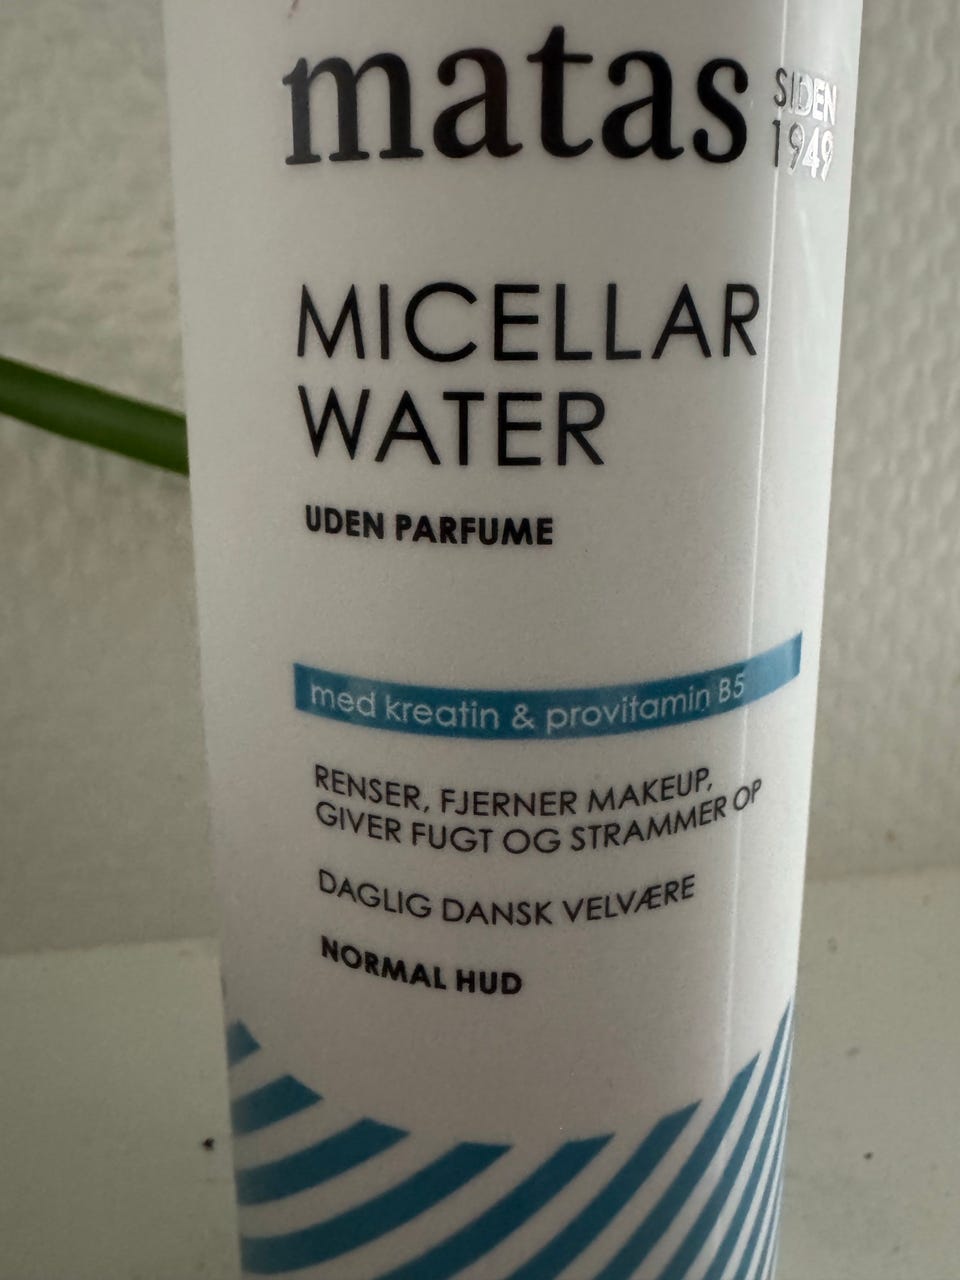 matas
SIDEN
1949
MICELLAR
WATER
UDEN PARFUME
med kreatin & provitamin B5
RENSER, FJERNER MAKEUP,
GIVER FUGT OG STRAMMER OP
DAGLIG DANSK VELVÆRE
NORMAL HUD